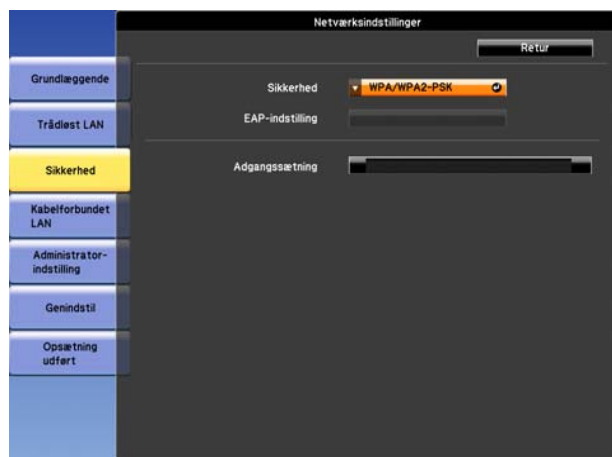 Netværksindstillinger
Retur
Grundlæggende
Trådløst LAN
Sikkerhed
Kabelforbundet
LAN
Administrator-
indstilling
Genindstil
Opsætning
udført
Sikkerhed WPA/WPA2-PSK
EAP-indstilling
Adgangssætning